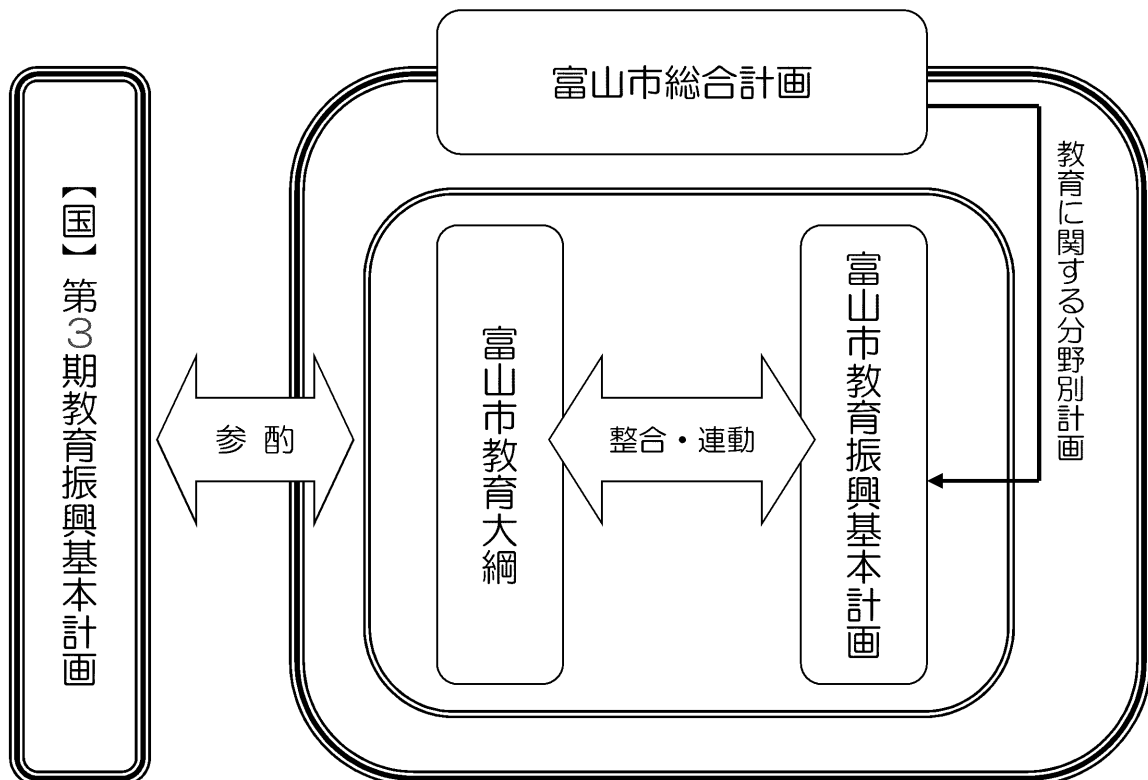 富山市総合計画
【国】第3期教育振興基本計画
参酌
富山市教育大綱
整合・連動
富山市教育振興基本計画
教育に関する分野別計画